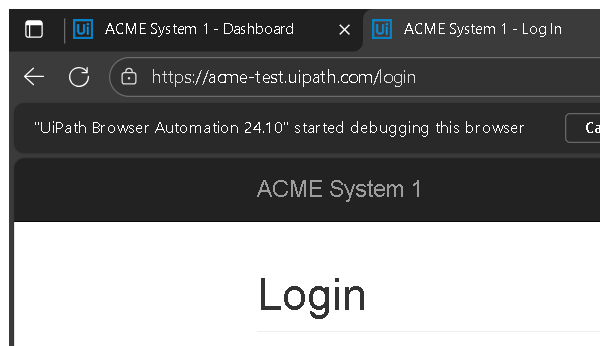 Ui ACME System 1 - Dashboard Ui ACME System 1 - Log In
https://acme-test.uipath.com/login
"UiPath Browser Automation 24.10" started debugging this browser
ACME System 1
Login